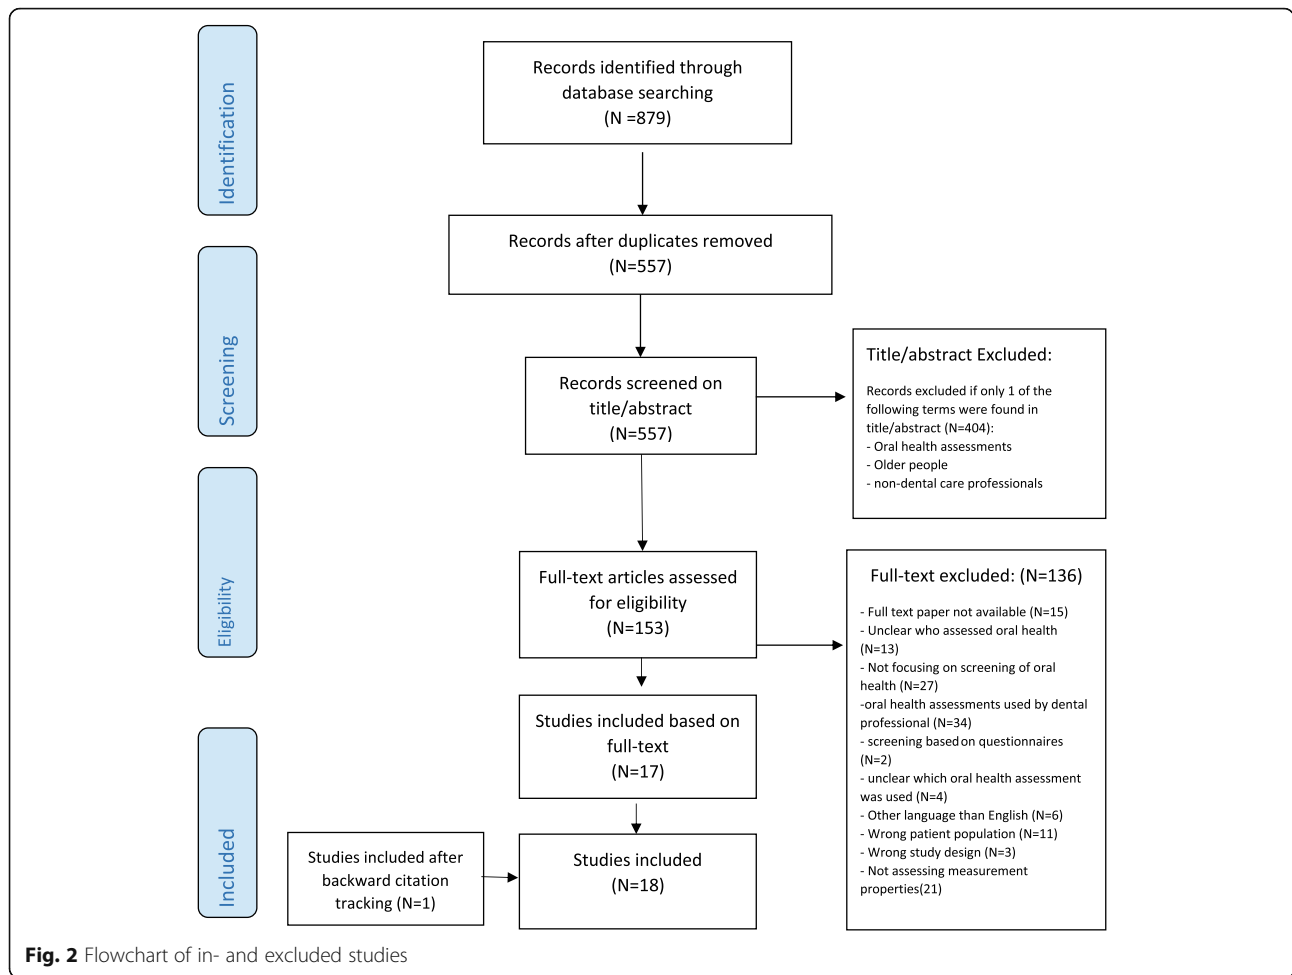 Identification
Records identified through
database searching
(N =879)
Records after duplicates removed
(N=557)
Screening
Records screened on
title/abstract
(N=557)
Title/abstract Excluded:
Records excluded if only 1 of the
following terms were found in
title/abstract (N=404):
- Oral health assessments
- Older people
- non-dental care professionals
Eligibility
Full-text articles assessed
for eligibility
(N=153)
Full-text excluded: (N=136)
- Full text paper not available (N=15)
- Unclear who assessed oral health
(N=13)
- Not focusing on screening of oral
health (N=27)
-oral health assessments used by dental
professional (N=34)
- screening based on questionnaires
(N=2)
- unclear which oral health assessment
was used (N=4)
- Other language than English (N=6)
- Wrong patient population (N=11)
- Wrong study design (N=3)
- Not assessing measurement
properties(21)
Studies included based on
full-text
(N=17)
Included
Studies included after
backward citation
tracking (N=1)
Studies included
(N=18)
Fig. 2 Flowchart of in- and excluded studies